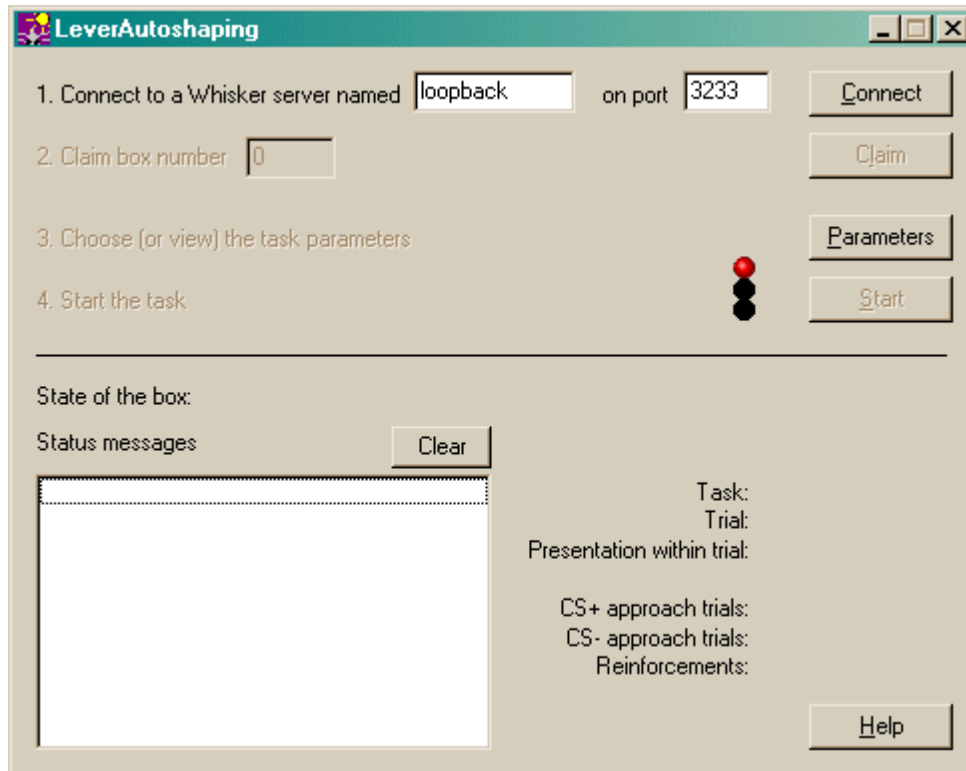 LeverAutoshaping
1. Connect to a Whisker server named loopback on port 3233 Connect
2. Claim box number 0 Claim
3. Choose (or view) the task parameters Parameters
4. Start the task Start
State of the box:
Status messages Clear
Task:
Trial:
Presentation within trial:
CS+ approach trials:
CS- approach trials:
Reinforcements:
Help